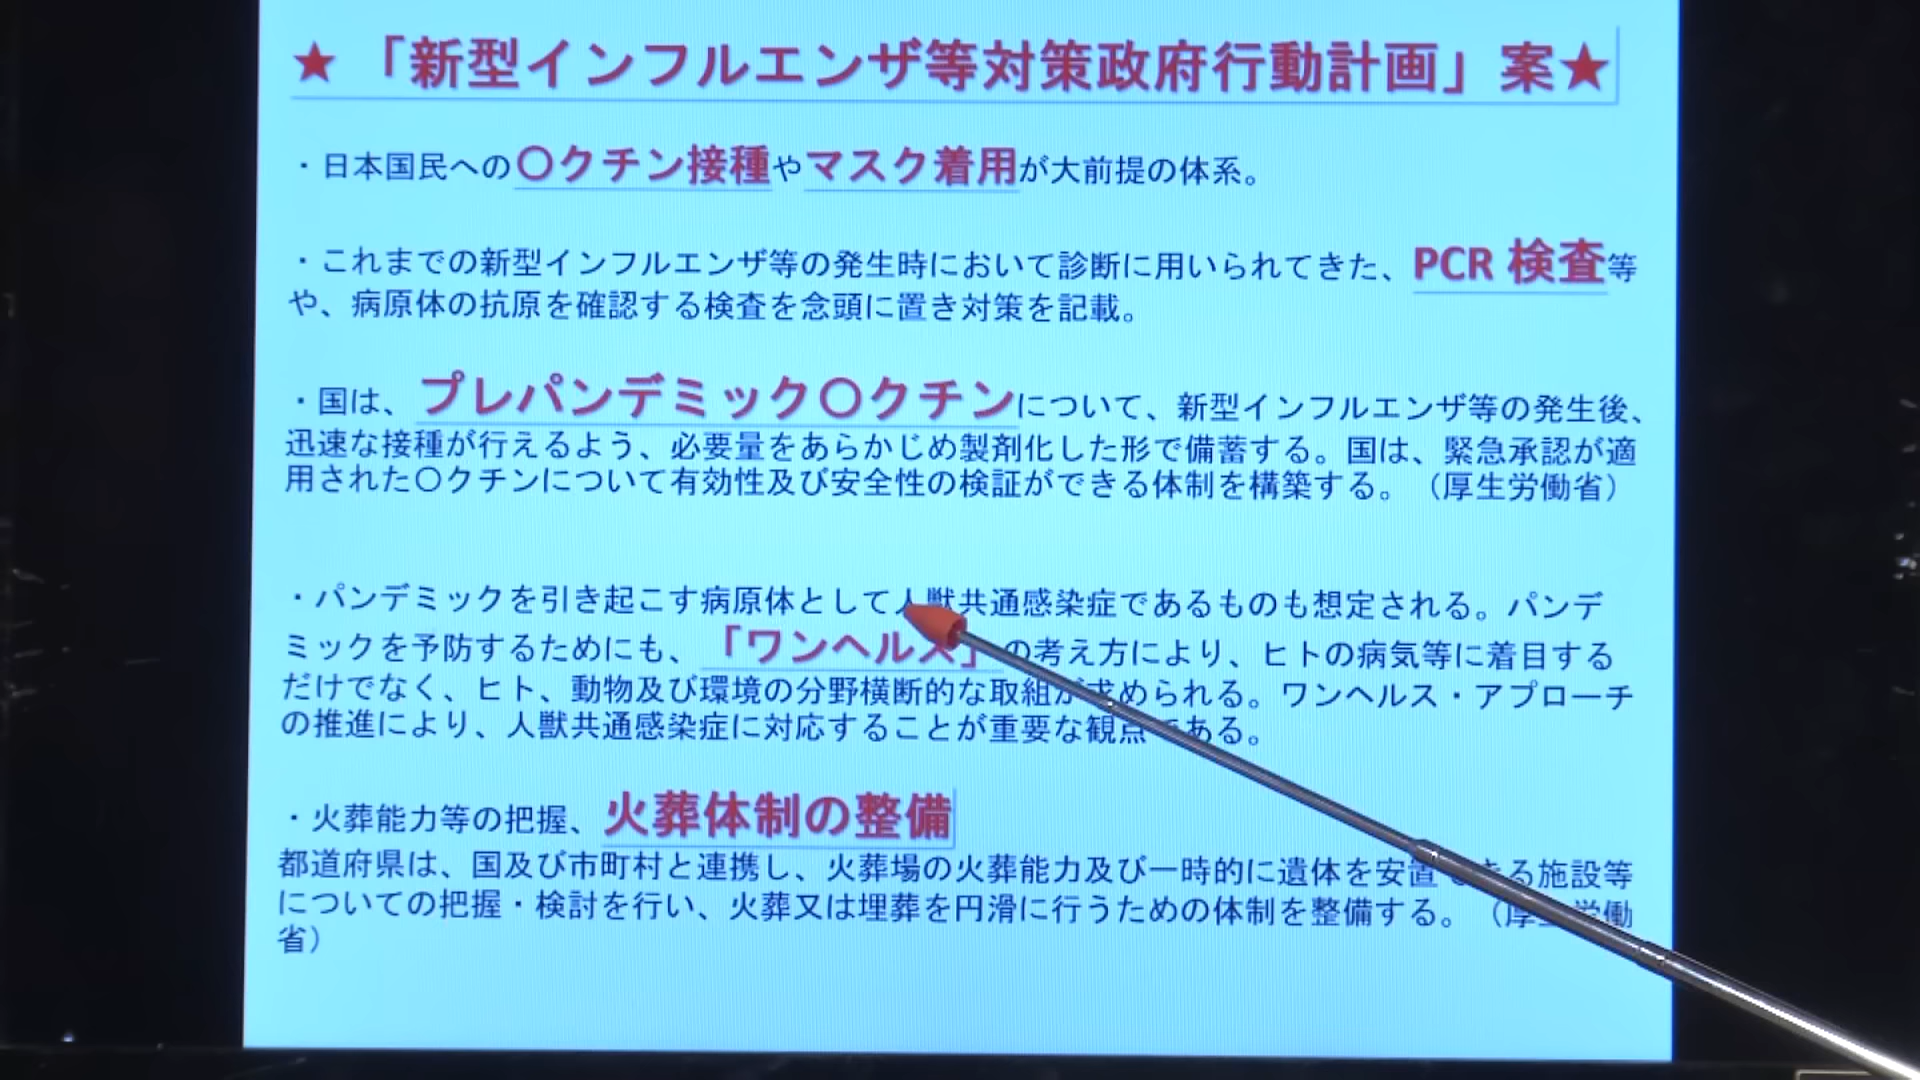 ★「新型インフルエンザ等対策政府行動計画」案★
・日本国民への〇クチン接種やマスク着用が大前提の体系。
・これまでの新型インフルエンザ等の発生時において診断に用いられてきた、PCR 検査等
や、病原体の抗原を確認する検査を念頭に置き対策を記載。
・国は、プレパンデミック〇クチンについて、新型インフルエンザ等の発生後、
迅速な接種が行えるよう、必要量をあらかじめ製剤化した形で備蓄する。国は、緊急承認が適
用された〇クチンについて有効性及び安全性の検証ができる体制を構築する。（厚生労働省）
・パンデミックを引き起こす病原体として人獣共通感染症であるものも想定される。パンデ
ミックを予防するためにも、「ワンヘルス」の考え方により、ヒトの病気等に着目する
だけでなく、ヒト、動物及び環境の分野横断的な取組が求められる。ワンヘルス・アプローチ
の推進により、人獣共通感染症に対応することが重要な観点である。
・火葬能力等の把握、火葬体制の整備
都道府県は、国及び市町村と連携し、火葬場の火葬能力及び一時的に遺体を安置できる施設等
についての把握・検討を行い、火葬又は埋葬を円滑に行うための体制を整備する。（厚生労働
省）